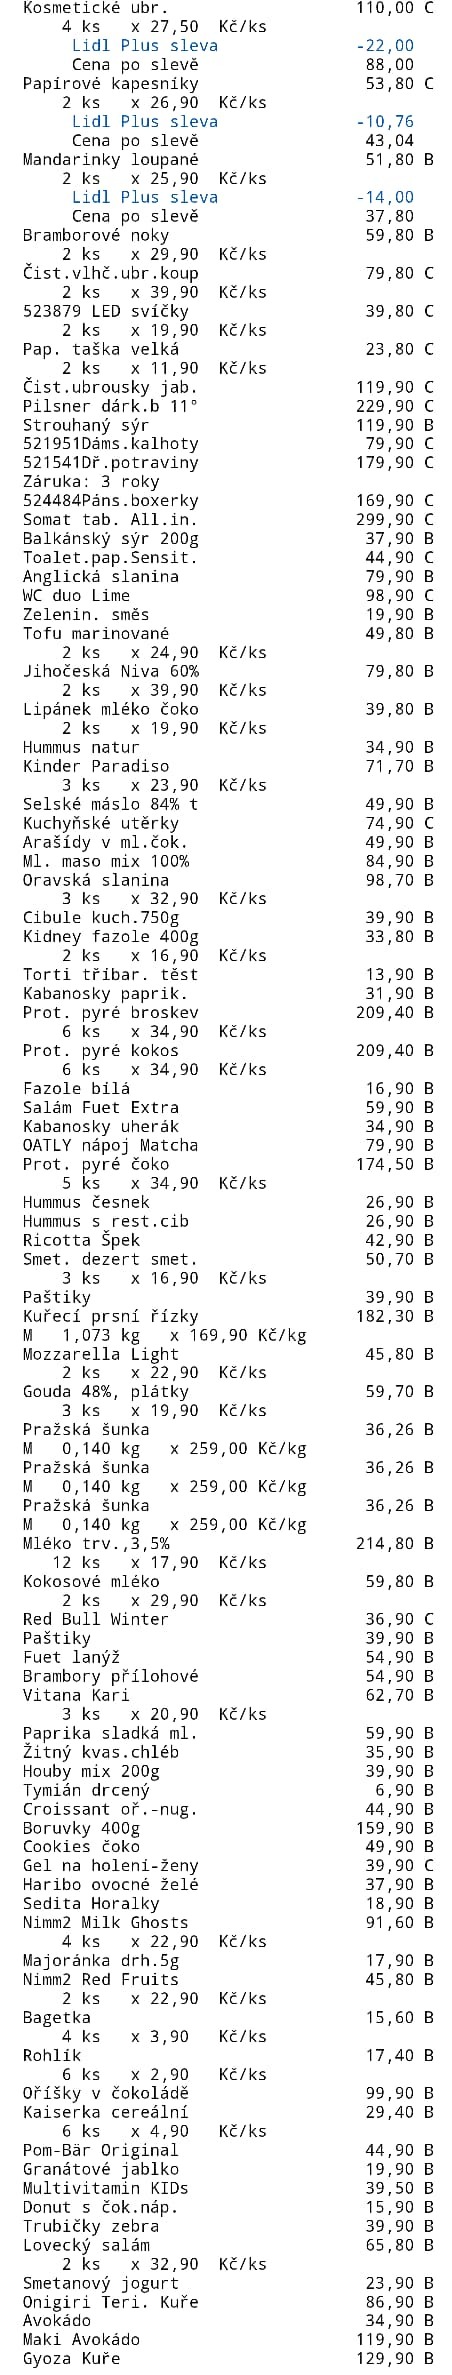 Kosmetické ubr. 110,00 C
4 ks x 27,50 Kč/ks
Lidl Plus sleva -22,00
Cena po slevě 88,00
Papírové kapesníky 53,80 C
2 ks x 26,90 Kč/ks
Lidl Plus sleva -10,76
Cena po slevě 43,04
Mandarinky loupané 51,80 B
2 ks x 25,90 Kč/ks
Lidl Plus sleva -14,00
Cena po slevě 37,80
Bramborové noky 59,80 B
2 ks x 29,90 Kč/ks
Čist.vlhč.ubr.koup 79,80 C
2 ks x 39,90 Kč/ks
523879 LED svíčky 39,80 C
2 ks x 19,90 Kč/ks
Pap. taška velká 23,80 C
2 ks x 11,90 Kč/ks
Čist.ubrousky jab. 119,90 C
Pilsner dárk.b 11° 229,90 C
Strouhaný sýr 119,90 B
521951Dáms.kalhoty 79,90 C
521541Dř.potraviny 179,90 C
Záruka: 3 roky
524484Páns.boxerky 169,90 C
Somat tab. All.in. 299,90 C
Balkánský sýr 200g 37,90 B
Toalet.pap.Sensit. 44,90 C
Anglická slanina 79,90 B
WC duo Lime 98,90 C
Zelenin. směs 19,90 B
Tofu marinované 49,80 B
2 ks x 24,90 Kč/ks
Jihočeská Niva 60% 79,80 B
2 ks x 39,90 Kč/ks
Lipánek mléko čoko 39,80 B
2 ks x 19,90 Kč/ks
Hummus natur 34,90 B
Kinder Paradiso 71,70 B
3 ks x 23,90 Kč/ks
Selské máslo 84% t 49,90 B
Kuchyňské utěrky 74,90 C
Arašídy v ml.čok. 49,90 B
Ml. maso mix 100% 84,90 B
Oravská slanina 98,70 B
3 ks x 32,90 Kč/ks
Cibule kuch.750g 39,90 B
Kidney fazole 400g 33,80 B
2 ks x 16,90 Kč/ks
Torti tříbar. těst 13,90 B
Kabanosky paprik. 31,90 B
Prot. pyré broskev 209,40 B
6 ks x 34,90 Kč/ks
Prot. pyré kokos 209,40 B
6 ks x 34,90 Kč/ks
Fazole bílá 16,90 B
Salám Fuet Extra 59,90 B
Kabanosky uherák 34,90 B
OATLY nápoj Matcha 79,90 B
Prot. pyré čoko 174,50 B
5 ks x 34,90 Kč/ks
Hummus česnek 26,90 B
Hummus s rest.cib 26,90 B
Ricotta Špek 42,90 B
Smet. dezert smet. 50,70 B
3 ks x 16,90 Kč/ks
Paštiky 39,90 B
Kuřecí prsní řízky 182,30 B
M 1,073 kg x 169,90 Kč/kg
Mozzarella Light 45,80 B
2 ks x 22,90 Kč/ks
Gouda 48%, plátky 59,70 B
3 ks x 19,90 Kč/ks
Pražská šunka 36,26 B
M 0,140 kg x 259,00 Kč/kg
Pražská šunka 36,26 B
M 0,140 kg x 259,00 Kč/kg
Pražská šunka 36,26 B
M 0,140 kg x 259,00 Kč/kg
Mléko trv.,3,5% 214,80 B
12 ks x 17,90 Kč/ks
Kokosové mléko 59,80 B
2 ks x 29,90 Kč/ks
Red Bull Winter 36,90 C
Paštiky 39,90 B
Fuet lanýž 54,90 B
Brambory přílohové 54,90 B
Vitana Kari 62,70 B
3 ks x 20,90 Kč/ks
Paprika sladká ml. 59,90 B
Žitný kvas.chléb 35,90 B
Houby mix 200g 39,90 B
Tymián drcený 6,90 B
Croissant oř.-nug. 44,90 B
Boruvky 400g 159,90 B
Cookies čoko 49,90 B
Gel na holení-ženy 39,90 C
Haribo ovocné želé 37,90 B
Sedita Horalky 18,90 B
Nimm2 Milk Ghosts 91,60 B
4 ks x 22,90 Kč/ks
Majoránka drh.5g 17,90 B
Nimm2 Red Fruits 45,80 B
2 ks x 22,90 Kč/ks
Bagetka 15,60 B
4 ks x 3,90 Kč/ks
Rohlík 17,40 B
6 ks x 2,90 Kč/ks
Oříšky v čokoládě 99,90 B
Kaiserka cereální 29,40 B
6 ks x 4,90 Kč/ks
Pom-Bär Original 44,90 B
Granátové jablko 19,90 B
Multivitamin KIDs 39,50 B
Donut s čok.náp. 15,90 B
Trubičky zebra 39,90 B
Lovecký salám 65,80 B
2 ks x 32,90 Kč/ks
Smetanový jogurt 23,90 B
Onigiri Teri. Kuře 86,90 B
Avokádo 34,90 B
Maki Avokádo 119,90 B
Gyoza Kuře 129,90 B